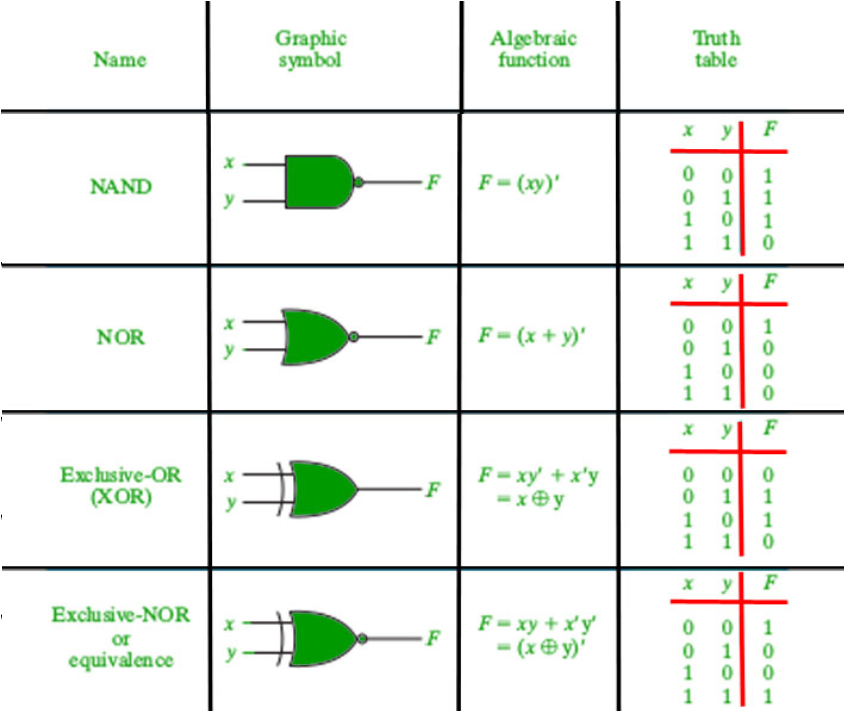 Name
Graphic
symbol
Algebraic
function
Truth
table
NAND
x
y
F
F = (xy)′
x y F
0 0 1
0 1 1
1 0 1
1 1 0
NOR
x
y
F
F = (x + y)′
x y F
0 0 1
0 1 0
1 0 0
1 1 0
Exclusive-OR
(XOR)
x
y
F
F = xy′ + x′y
= x ⊕ y
x y F
0 0 0
0 1 1
1 0 1
1 1 0
Exclusive-NOR
or
equivalence
x
y
F
F = xy + x′y′
= (x ⊕ y)′
x y F
0 0 1
0 1 0
1 0 0
1 1 1